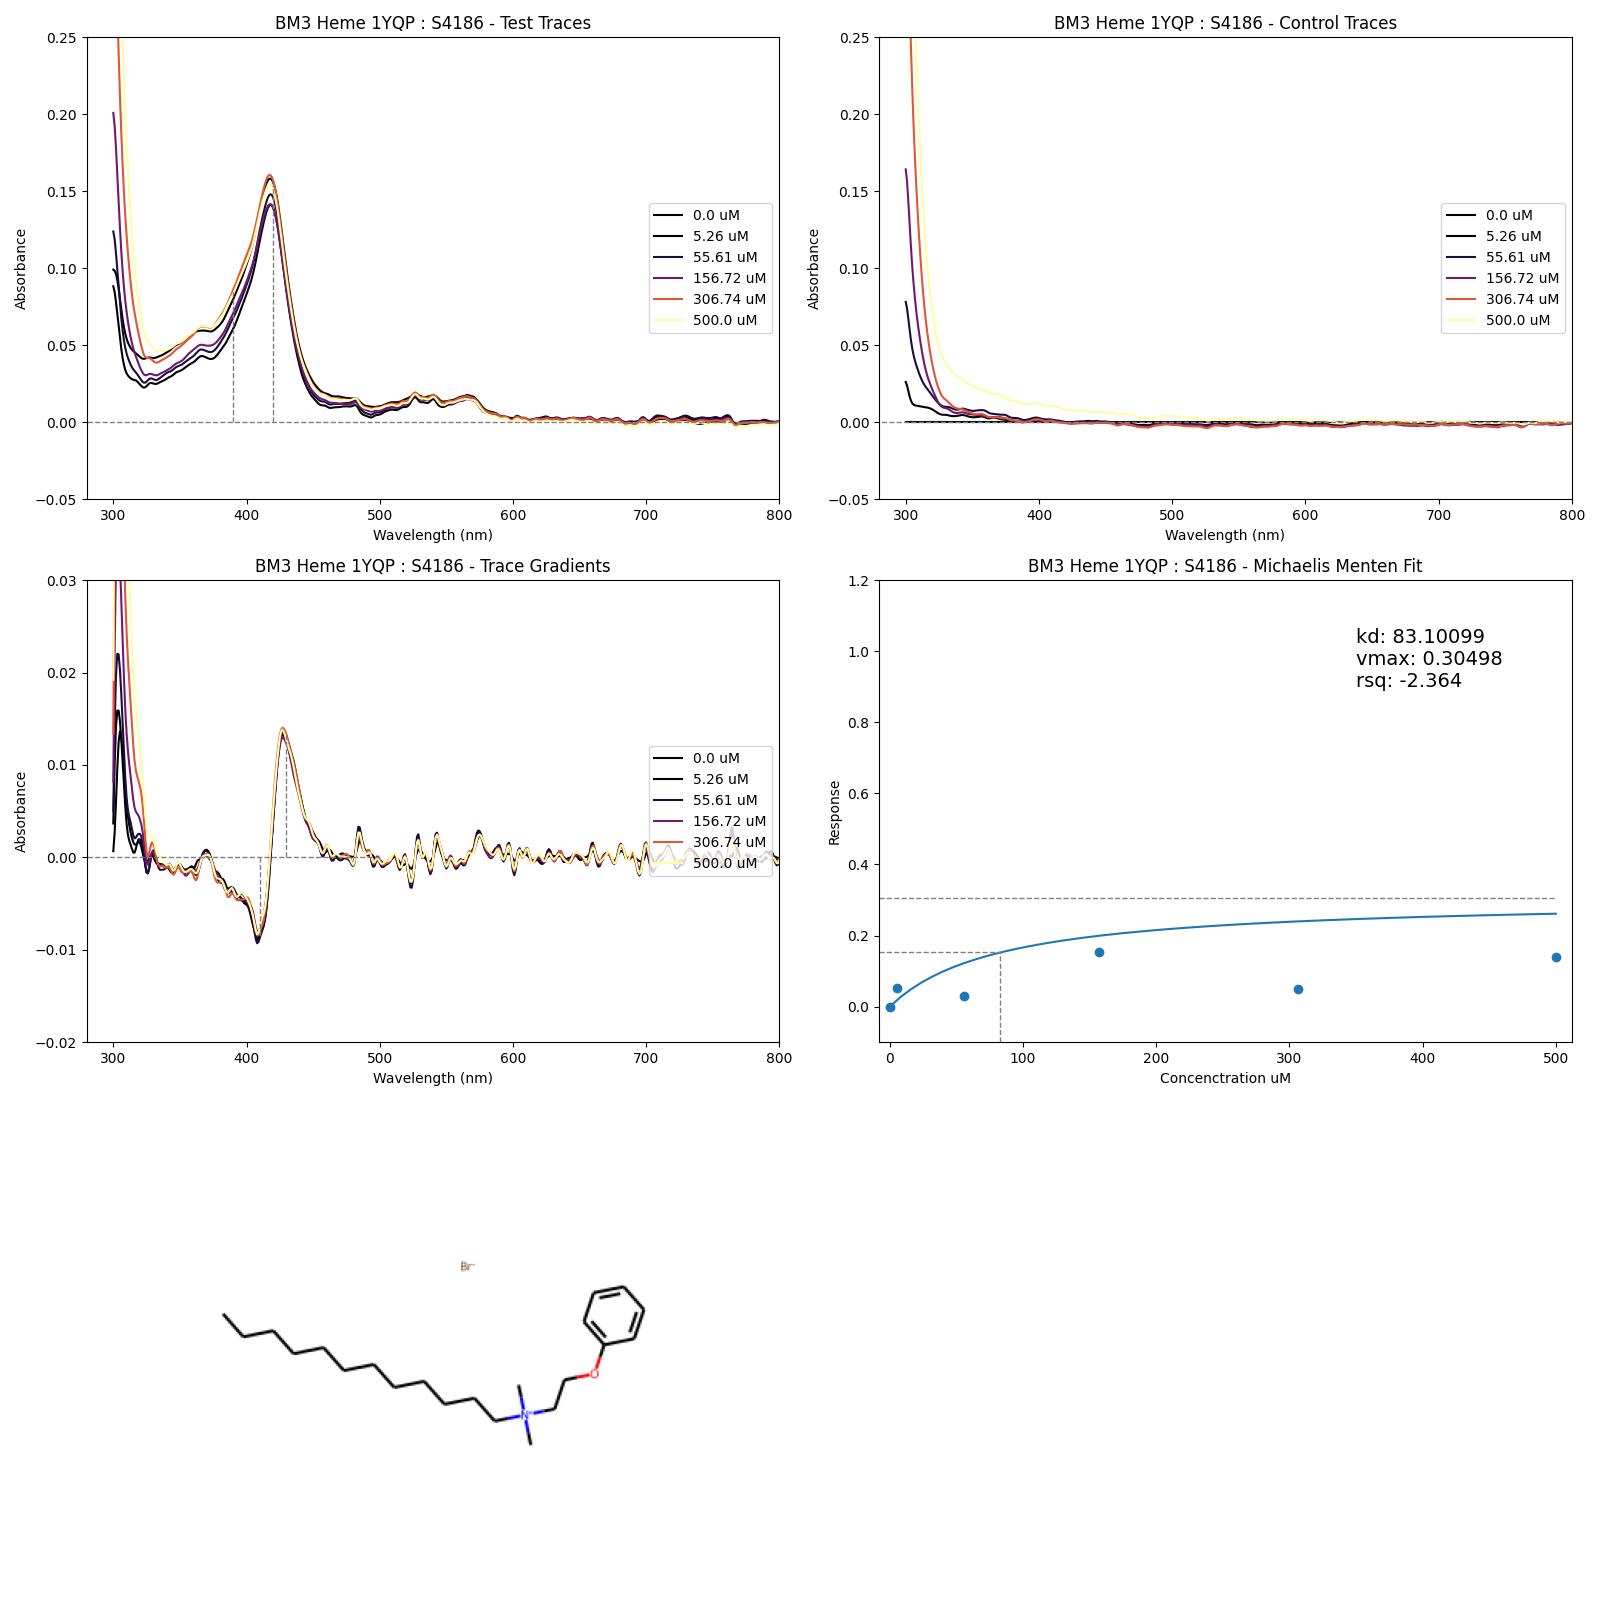 BM3 Heme 1YQP : S4186 - Test Traces
0.25
0.20
0.15
0.10
0.05
0.00
−0.05
Absorbance
300 400 500 600 700 800
Wavelength (nm)
0.0 uM
5.26 uM
55.61 uM
156.72 uM
306.74 uM
500.0 uM
BM3 Heme 1YQP : S4186 - Control Traces
0.25
0.20
0.15
0.10
0.05
0.00
−0.05
Absorbance
300 400 500 600 700 800
Wavelength (nm)
0.0 uM
5.26 uM
55.61 uM
156.72 uM
306.74 uM
500.0 uM
BM3 Heme 1YQP : S4186 - Trace Gradients
0.03
0.02
0.01
0.00
−0.01
−0.02
Absorbance
300 400 500 600 700 800
Wavelength (nm)
0.0 uM
5.26 uM
55.61 uM
156.72 uM
306.74 uM
500.0 uM
BM3 Heme 1YQP : S4186 - Michaelis Menten Fit
1.2
1.0
0.8
0.6
0.4
0.2
0.0
Response
0 100 200 300 400 500
Concenctration uM
kd: 83.10099
vmax: 0.30498
rsq: -2.364
Br−
O
N+